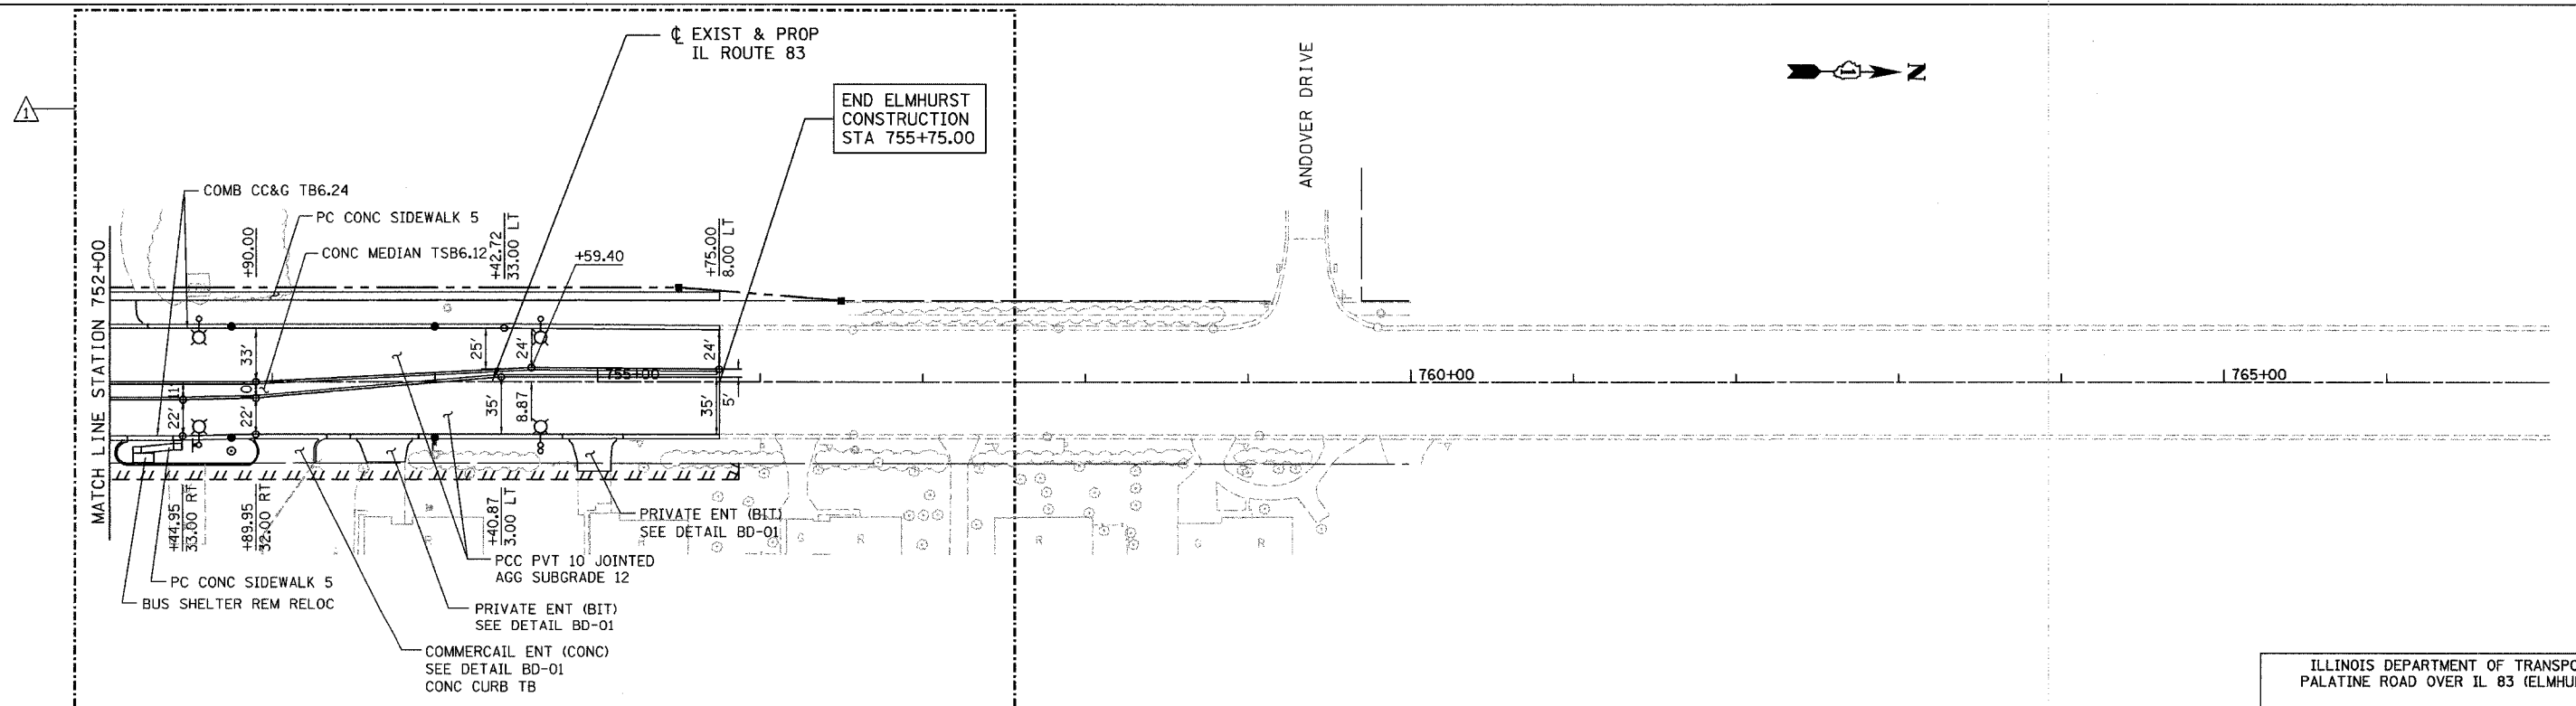 ℄ EXIST & PROP
IL ROUTE 83
END ELMHURST
CONSTRUCTION
STA 755+75.00
ANDOVER DRIVE
N
1
COMB CC&G TB6.24
PC CONC SIDEWALK 5
CONC MEDIAN TSB6.12
MATCH LINE STATION 752+00
+90.00
+42.72
33.00 LT
+59.40
+75.00
8.00 LT
33'
25'
24'
24'
11'
10'
22'
22'
35'
8.87
35'
5'
755+00
760+00
765+00
+44.95
33.00 RT
+89.95
32.00 RT
+40.87
3.00 LT
PRIVATE ENT (BIT)
SEE DETAIL BD-01
PCC PVT 10 JOINTED
AGG SUBGRADE 12
PC CONC SIDEWALK 5
BUS SHELTER REM RELOC
PRIVATE ENT (BIT)
SEE DETAIL BD-01
COMMERCAIL ENT (CONC)
SEE DETAIL BD-01
CONC CURB TB
G
R
R
G
R
ILLINOIS DEPARTMENT OF TRANSPO
PALATINE ROAD OVER IL 83 (ELMHU